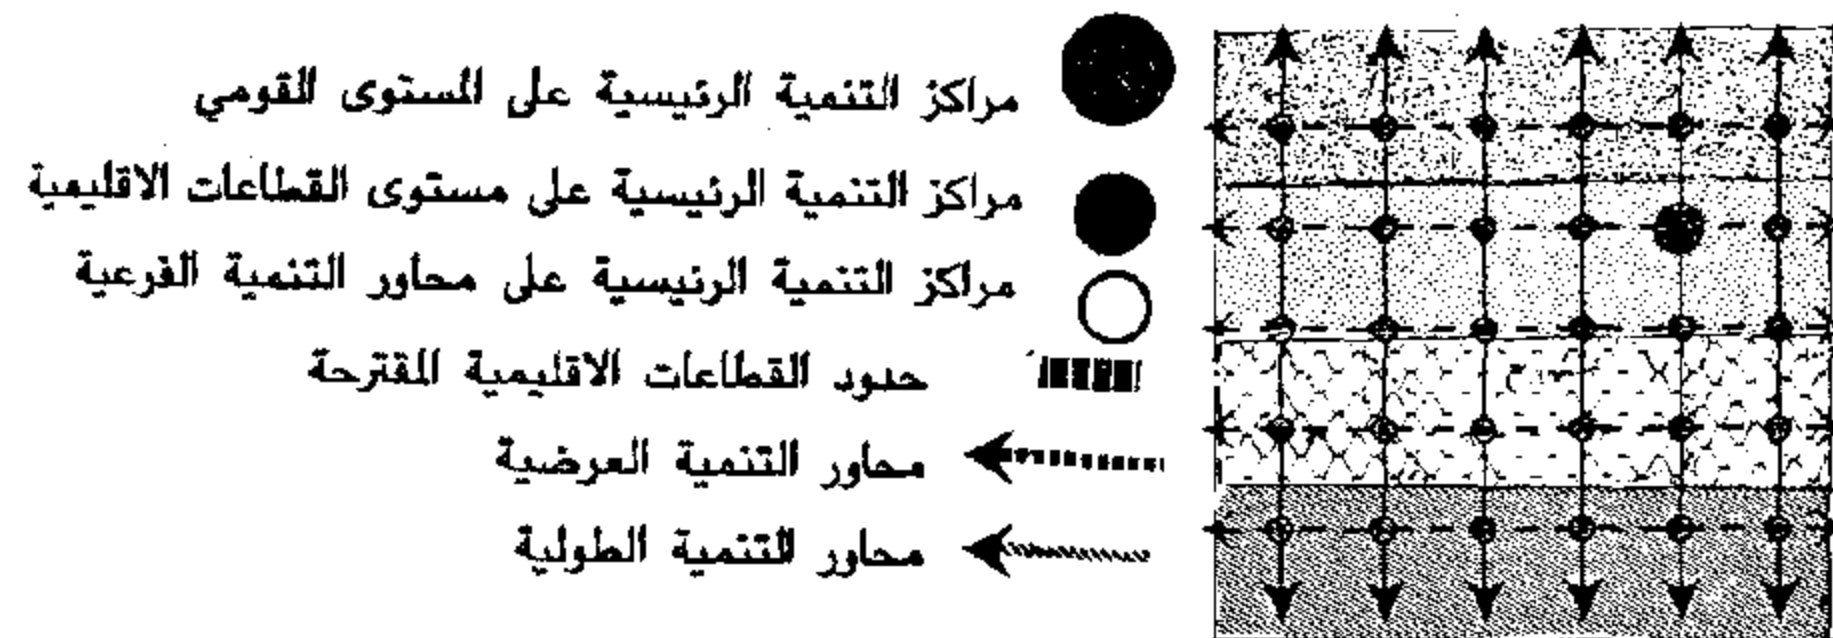 مراكز التنمية الرئيسية على المستوى القومي
مراكز التنمية الرئيسية على مستوى القطاعات الاقليمية
مراكز التنمية الرئيسية على محاور التنمية الفرعية
حدود القطاعات الاقليمية المقترحة
محاور التنمية العرضية
محاور التنمية الطولية